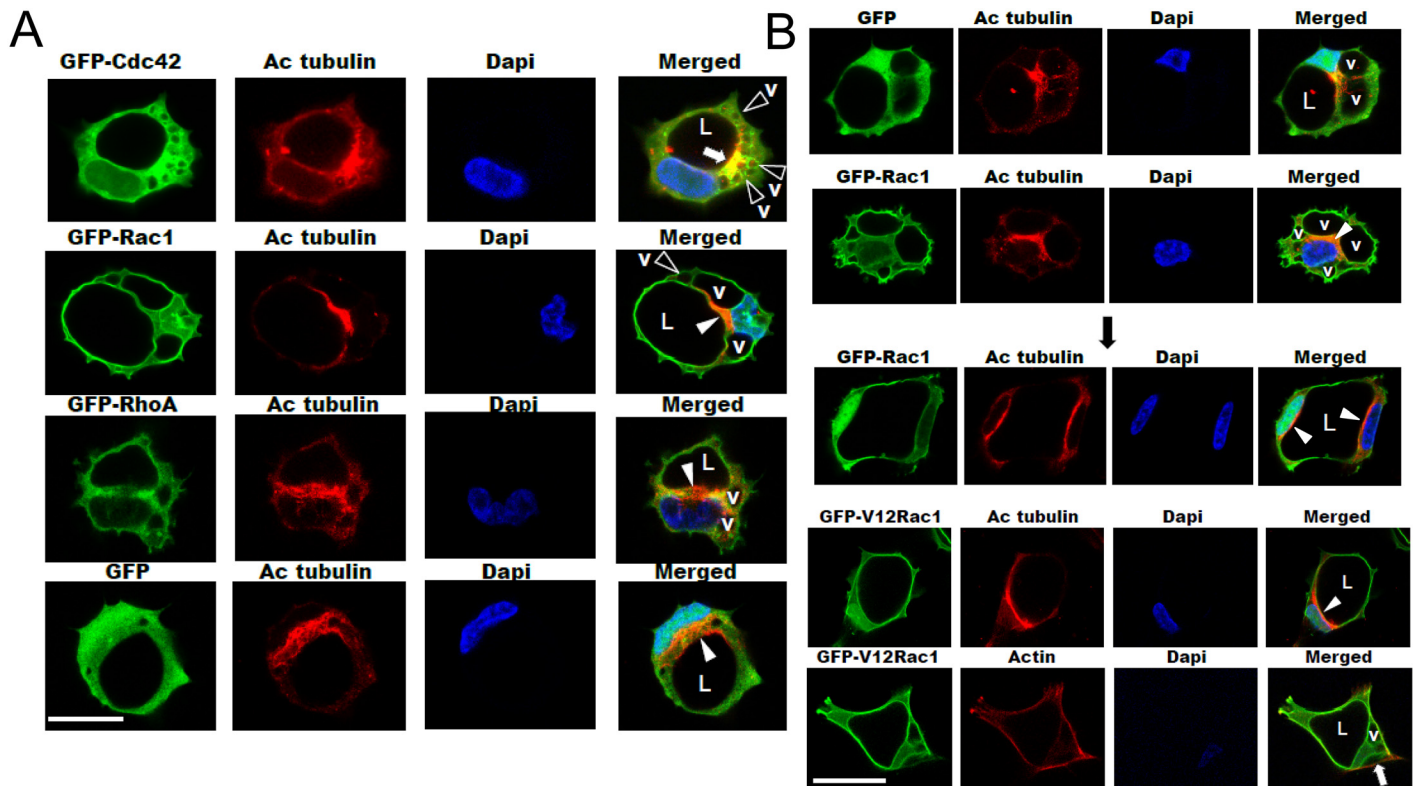 A
GFP-Cdc42 Ac tubulin Dapi Merged
v
L
v
v
GFP-Rac1 Ac tubulin Dapi Merged
v
v
L
v
GFP-RhoA Ac tubulin Dapi Merged
L
v
v
GFP Ac tubulin Dapi Merged
L
B
GFP Ac tubulin Dapi Merged
v
L v
GFP-Rac1 Ac tubulin Dapi Merged
v
v v
v
GFP-Rac1 Ac tubulin Dapi Merged
L
GFP-V12Rac1 Ac tubulin Dapi Merged
L
GFP-V12Rac1 Actin Dapi Merged
L v